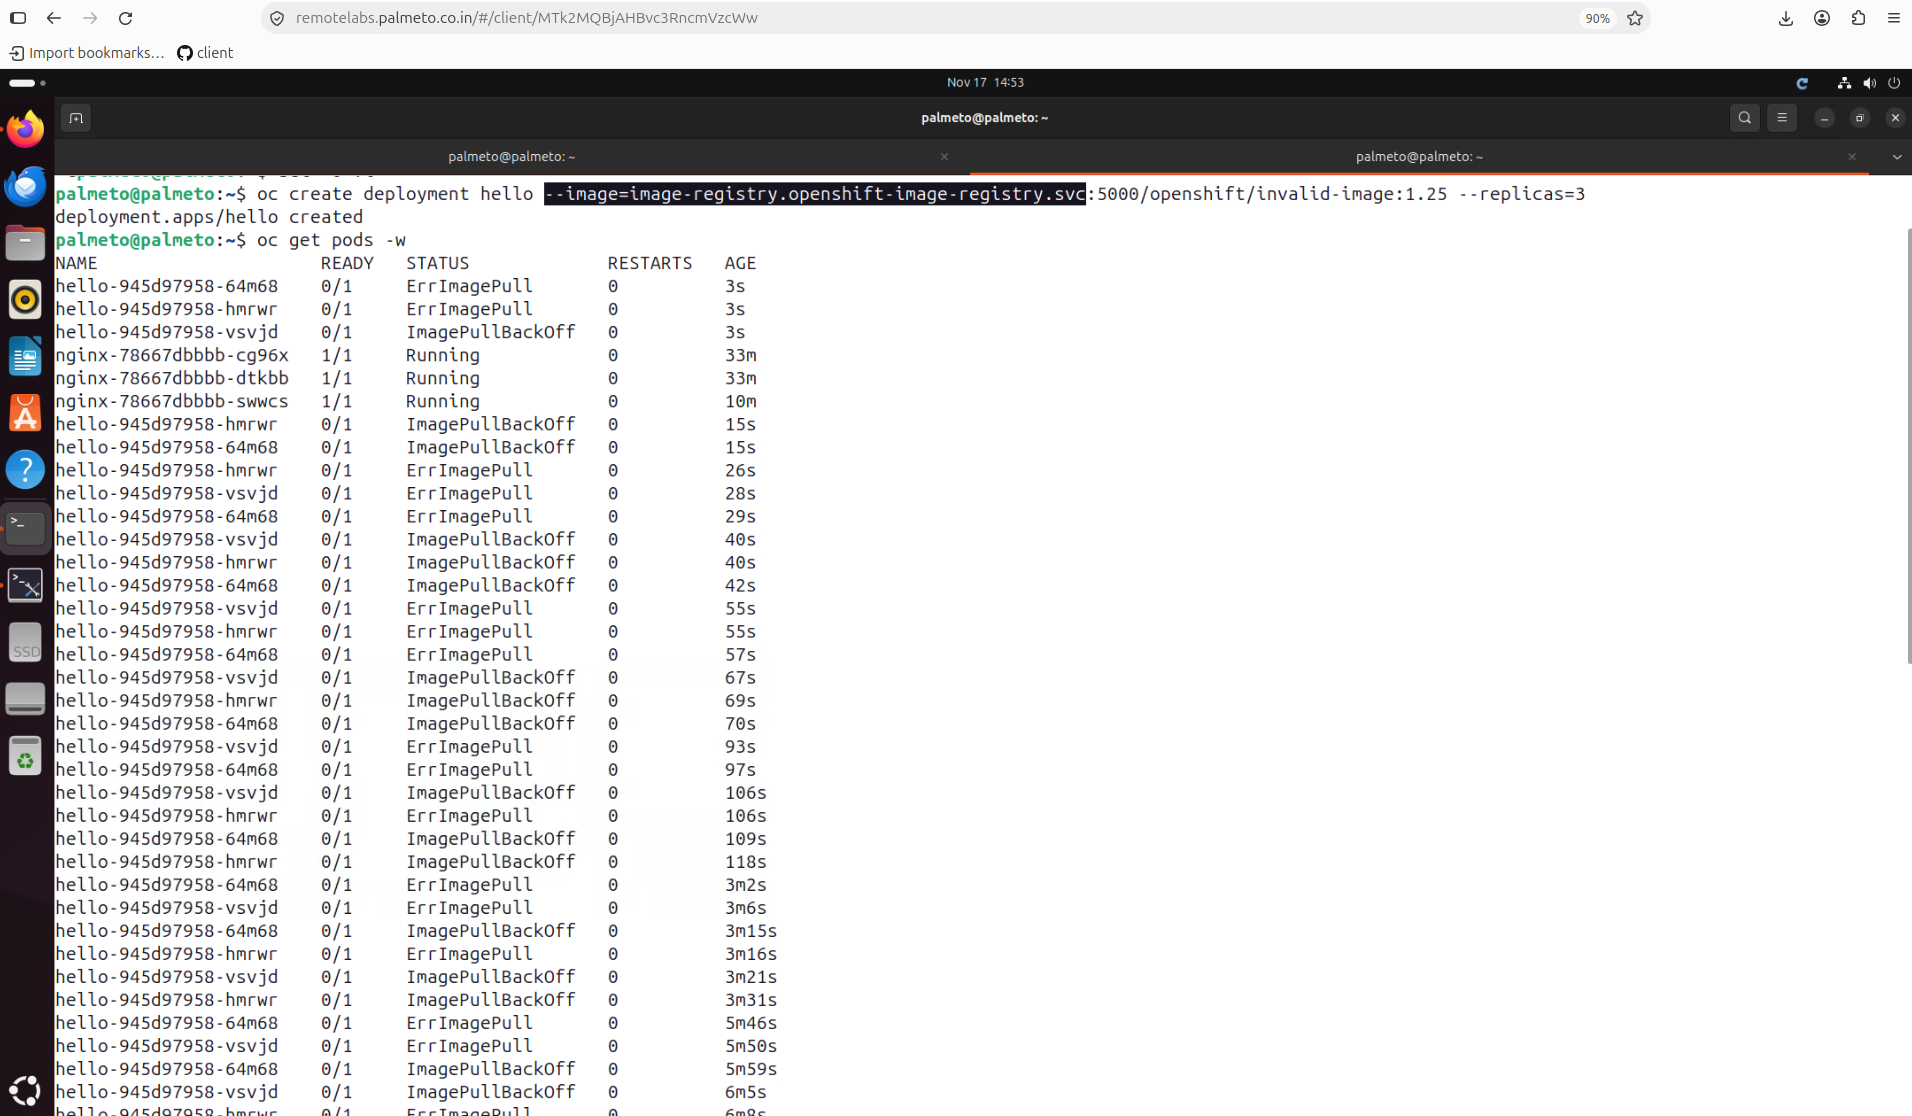 remotelabs.palmeto.co.in/#/client/MTk2MQBjAHBvc3RncmVzcWw
90%
Import bookmarks…
client
Nov 17 14:53
palmeto@palmeto: ~
palmeto@palmeto: ~
palmeto@palmeto: ~
palmeto@palmeto:~$ oc create deployment hello --image=image-registry.openshift-image-registry.svc:5000/openshift/invalid-image:1.25 --replicas=3
deployment.apps/hello created
palmeto@palmeto:~$ oc get pods -w
NAME READY STATUS RESTARTS AGE
hello-945d97958-64m68 0/1 ErrImagePull 0 3s
hello-945d97958-hmrwr 0/1 ErrImagePull 0 3s
hello-945d97958-vsvjd 0/1 ImagePullBackOff 0 3s
nginx-78667dbbbb-cg96x 1/1 Running 0 33m
nginx-78667dbbbb-dtkbb 1/1 Running 0 33m
nginx-78667dbbbb-swwcs 1/1 Running 0 10m
hello-945d97958-hmrwr 0/1 ImagePullBackOff 0 15s
hello-945d97958-64m68 0/1 ImagePullBackOff 0 15s
hello-945d97958-hmrwr 0/1 ErrImagePull 0 26s
hello-945d97958-vsvjd 0/1 ErrImagePull 0 28s
hello-945d97958-64m68 0/1 ErrImagePull 0 29s
hello-945d97958-vsvjd 0/1 ImagePullBackOff 0 40s
hello-945d97958-hmrwr 0/1 ImagePullBackOff 0 40s
hello-945d97958-64m68 0/1 ImagePullBackOff 0 42s
hello-945d97958-vsvjd 0/1 ErrImagePull 0 55s
hello-945d97958-hmrwr 0/1 ErrImagePull 0 55s
hello-945d97958-64m68 0/1 ErrImagePull 0 57s
hello-945d97958-vsvjd 0/1 ImagePullBackOff 0 67s
hello-945d97958-hmrwr 0/1 ImagePullBackOff 0 69s
hello-945d97958-64m68 0/1 ImagePullBackOff 0 70s
hello-945d97958-vsvjd 0/1 ErrImagePull 0 93s
hello-945d97958-64m68 0/1 ErrImagePull 0 97s
hello-945d97958-vsvjd 0/1 ImagePullBackOff 0 106s
hello-945d97958-hmrwr 0/1 ErrImagePull 0 106s
hello-945d97958-64m68 0/1 ImagePullBackOff 0 109s
hello-945d97958-hmrwr 0/1 ImagePullBackOff 0 118s
hello-945d97958-64m68 0/1 ErrImagePull 0 3m2s
hello-945d97958-vsvjd 0/1 ErrImagePull 0 3m6s
hello-945d97958-64m68 0/1 ImagePullBackOff 0 3m15s
hello-945d97958-hmrwr 0/1 ErrImagePull 0 3m16s
hello-945d97958-vsvjd 0/1 ImagePullBackOff 0 3m21s
hello-945d97958-hmrwr 0/1 ImagePullBackOff 0 3m31s
hello-945d97958-64m68 0/1 ErrImagePull 0 5m46s
hello-945d97958-vsvjd 0/1 ErrImagePull 0 5m50s
hello-945d97958-64m68 0/1 ImagePullBackOff 0 5m59s
hello-945d97958-vsvjd 0/1 ImagePullBackOff 0 6m5s
hello-945d97958-hmrwr 0/1 ErrImagePull 0 6m8s
SSD